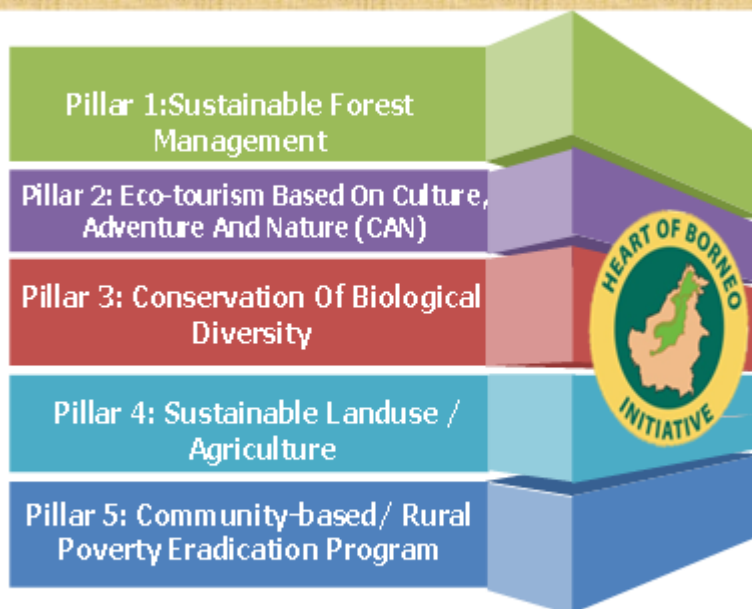 Pillar 1:Sustainable Forest
Management
Pillar 2: Eco-tourism Based On Culture,
Adventure And Nature (CAN)
Pillar 3: Conservation Of Biological
Diversity
Pillar 4: Sustainable Landuse /
Agriculture
Pillar 5: Community-based/ Rural
Poverty Eradication Program
HEART OF BORNEO
INITIATIVE